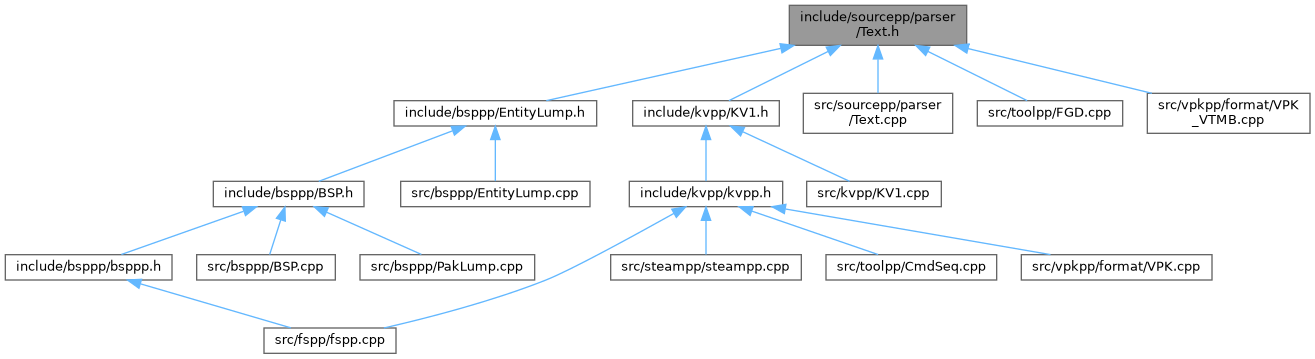 include/sourcepp/parser
/Text.h
include/bsppp/EntityLump.h
include/kvpp/KV1.h
src/sourcepp/parser
/Text.cpp
src/toolpp/FGD.cpp
src/vpkpp/format/VPK
_VTMB.cpp
include/bsppp/BSP.h
src/bsppp/EntityLump.cpp
include/kvpp/kvpp.h
src/kvpp/KV1.cpp
include/bsppp/bsppp.h
src/bsppp/BSP.cpp
src/bsppp/PakLump.cpp
src/steampp/steampp.cpp
src/toolpp/CmdSeq.cpp
src/vpkpp/format/VPK.cpp
src/fspp/fspp.cpp